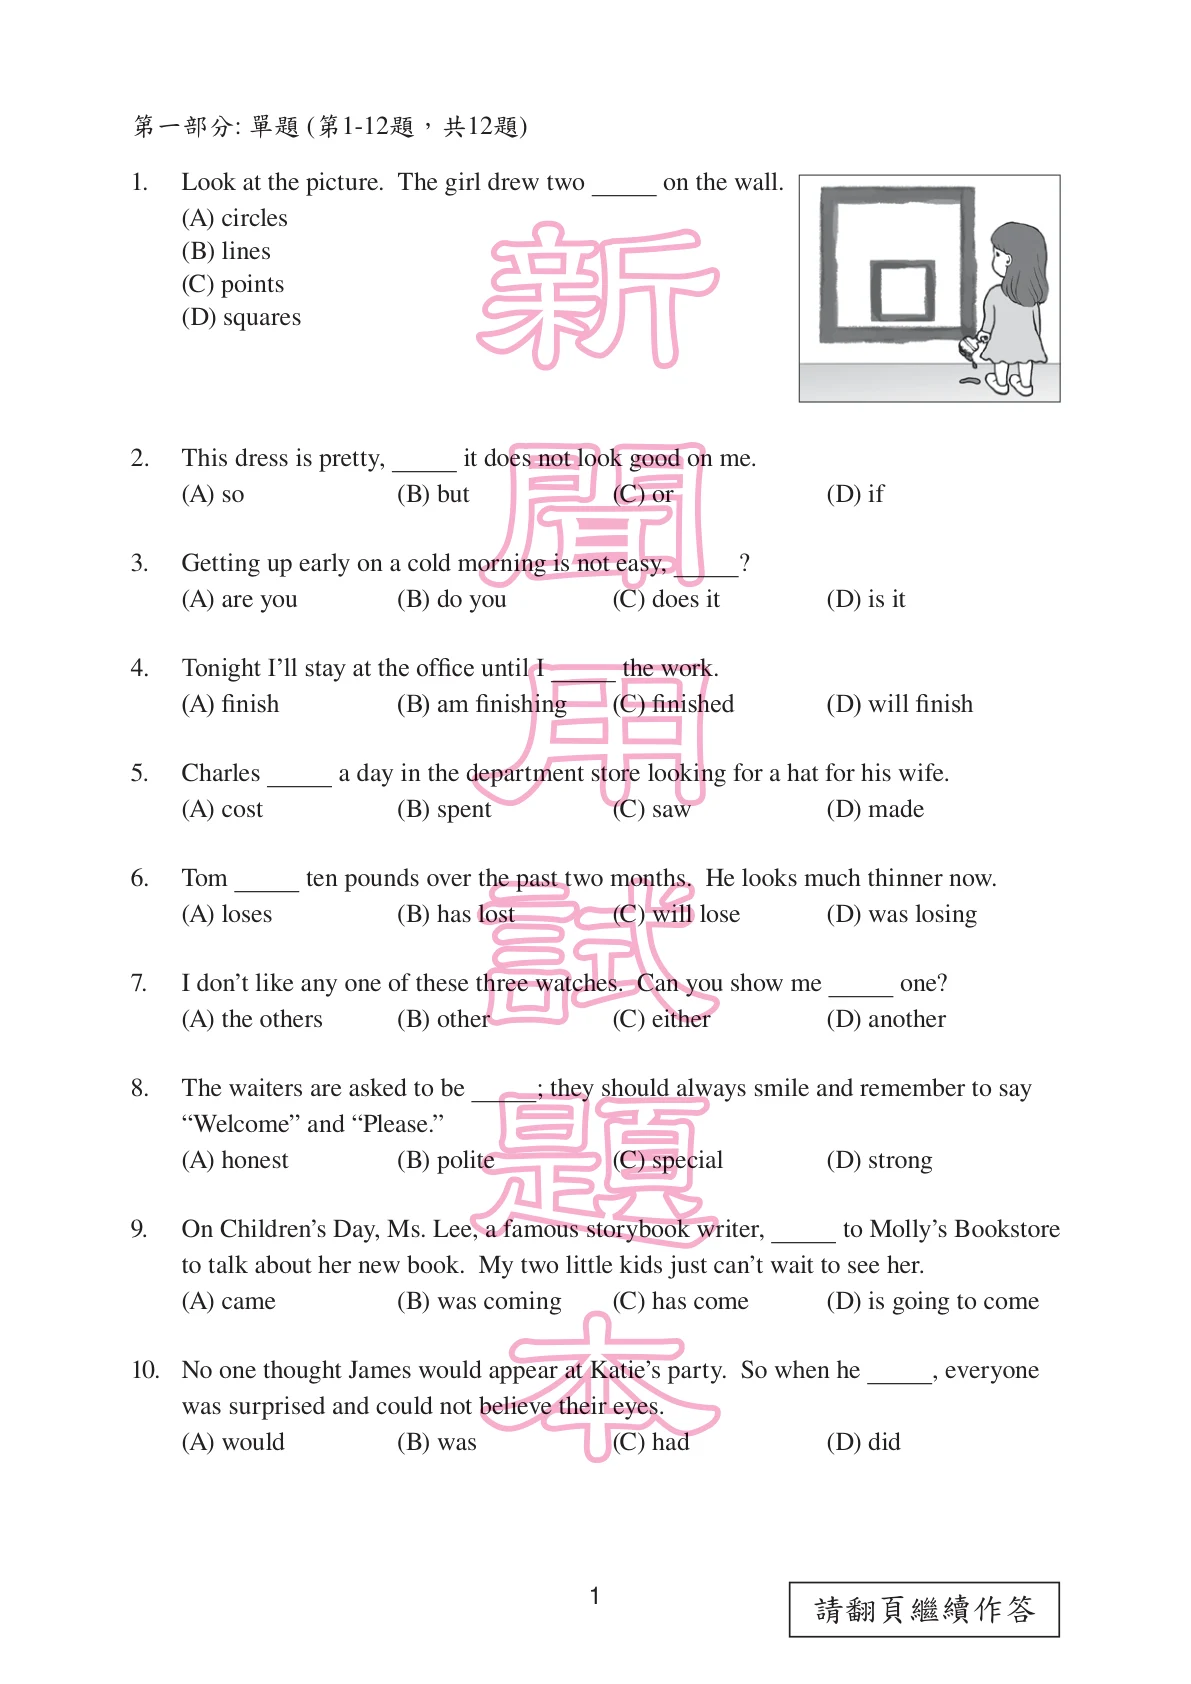 第一部分: 單題 (第1-12題，共12題)
1. Look at the picture. The girl drew two _____ on the wall.
(A) circles
(B) lines
(C) points
(D) squares
2. This dress is pretty, _____ it does not look good on me.
(A) so (B) but (C) or (D) if
3. Getting up early on a cold morning is not easy, _____?
(A) are you (B) do you (C) does it (D) is it
4. Tonight I’ll stay at the office until I _____ the work.
(A) finish (B) am finishing (C) finished (D) will finish
5. Charles _____ a day in the department store looking for a hat for his wife.
(A) cost (B) spent (C) saw (D) made
6. Tom _____ ten pounds over the past two months. He looks much thinner now.
(A) loses (B) has lost (C) will lose (D) was losing
7. I don’t like any one of these three watches. Can you show me _____ one?
(A) the others (B) other (C) either (D) another
8. The waiters are asked to be _____; they should always smile and remember to say
“Welcome” and “Please.”
(A) honest (B) polite (C) special (D) strong
9. On Children’s Day, Ms. Lee, a famous storybook writer, _____ to Molly’s Bookstore
to talk about her new book. My two little kids just can’t wait to see her.
(A) came (B) was coming (C) has come (D) is going to come
10. No one thought James would appear at Katie’s party. So when he _____, everyone
was surprised and could not believe their eyes.
(A) would (B) was (C) had (D) did
新聞用試題本
1
請翻頁繼續作答